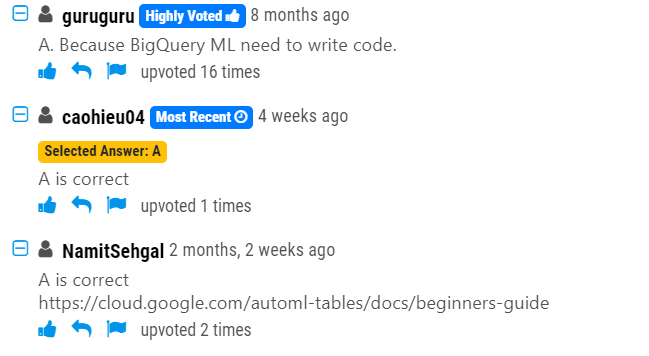 guruguru Highly Voted 8 months ago
A. Because BigQuery ML need to write code.
upvoted 16 times
caohieu04 Most Recent 4 weeks ago
Selected Answer: A
A is correct
upvoted 1 times
NamitSehgal 2 months, 2 weeks ago
A is correct
https://cloud.google.com/automl-tables/docs/beginners-guide
upvoted 2 times